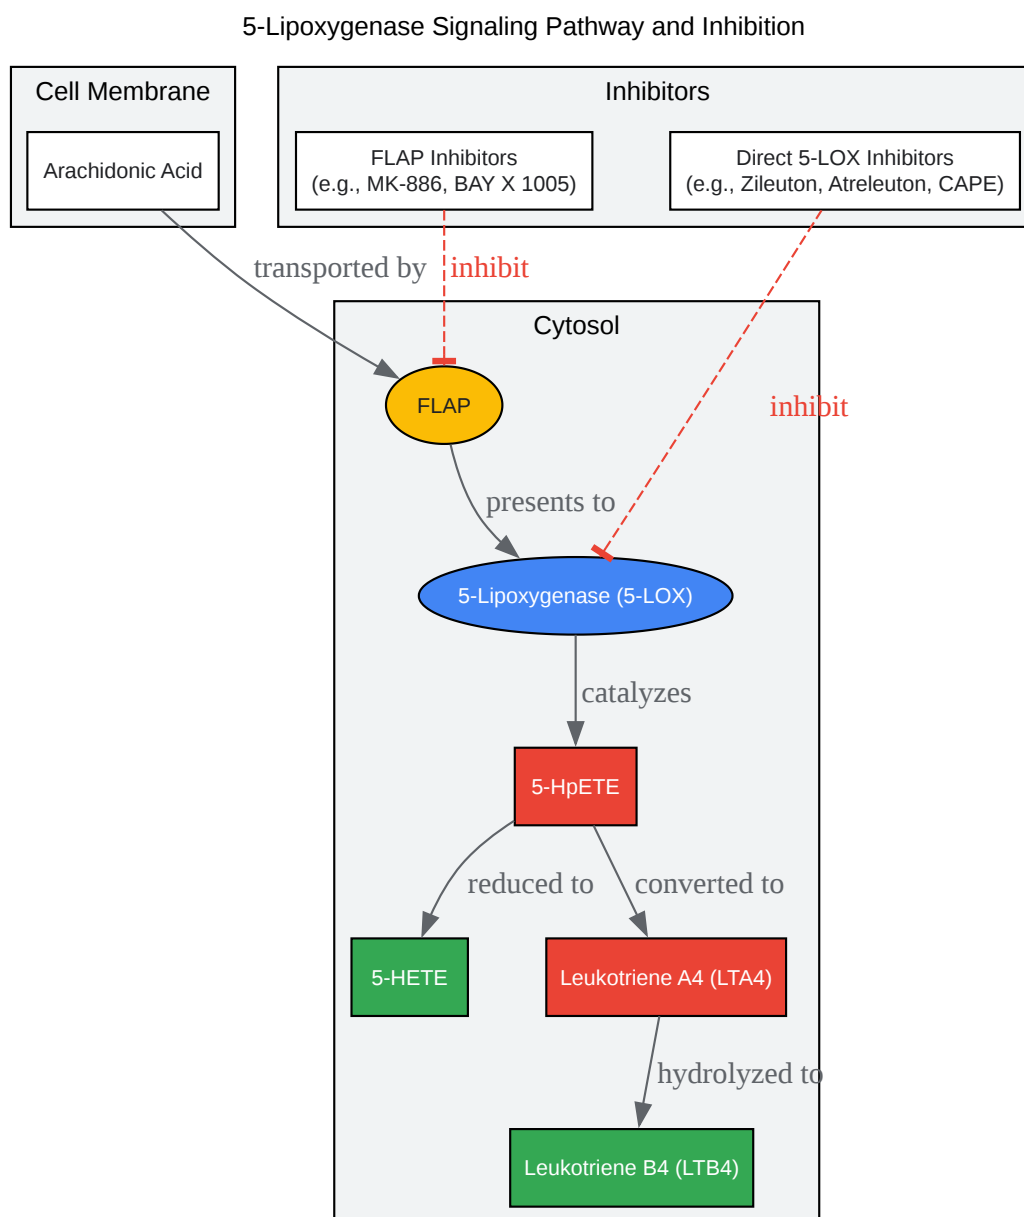 5-Lipoxygenase Signaling Pathway and Inhibition
Cell Membrane
Inhibitors
Arachidonic Acid
FLAP Inhibitors
(e.g., MK-886, BAY X 1005)
Direct 5-LOX Inhibitors
(e.g., Zileuton, Atreleuton, CAPE)
transported by
inhibit
Cytosol
FLAP
inhibit
presents to
5-Lipoxygenase (5-LOX)
catalyzes
5-HpETE
reduced to
converted to
5-HETE
Leukotriene A4 (LTA4)
hydrolyzed to
Leukotriene B4 (LTB4)